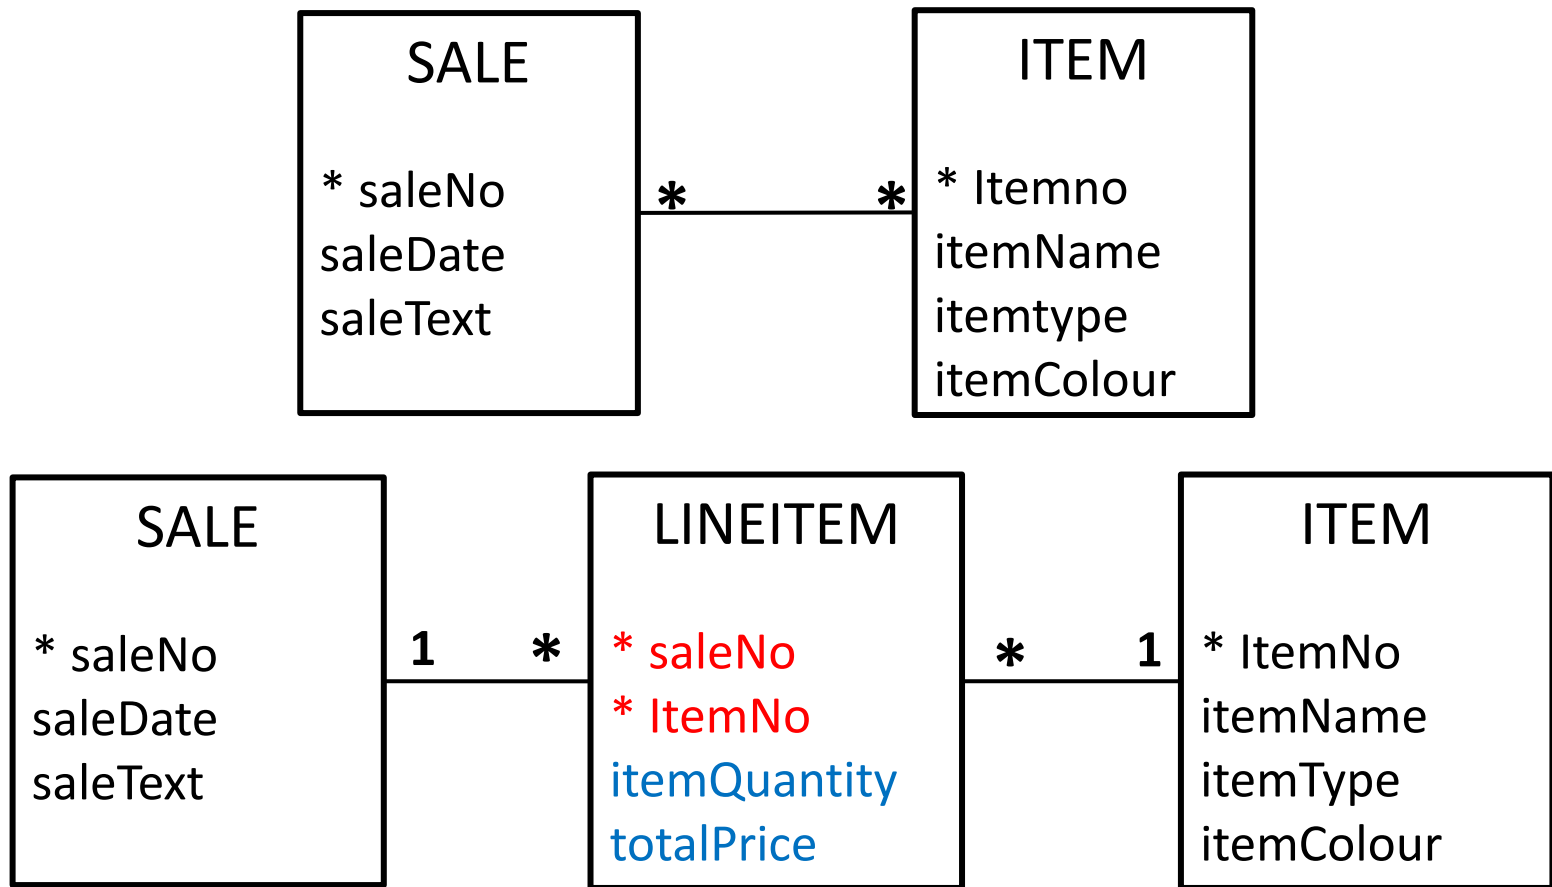 SALE
* saleNo
saleDate
saleText
*
*
ITEM
* Itemno
itemName
itemtype
itemColour
SALE
* saleNo
saleDate
saleText
1
*
LINEITEM
* saleNo
* ItemNo
itemQuantity
totalPrice
*
1
ITEM
* ItemNo
itemName
itemType
itemColour